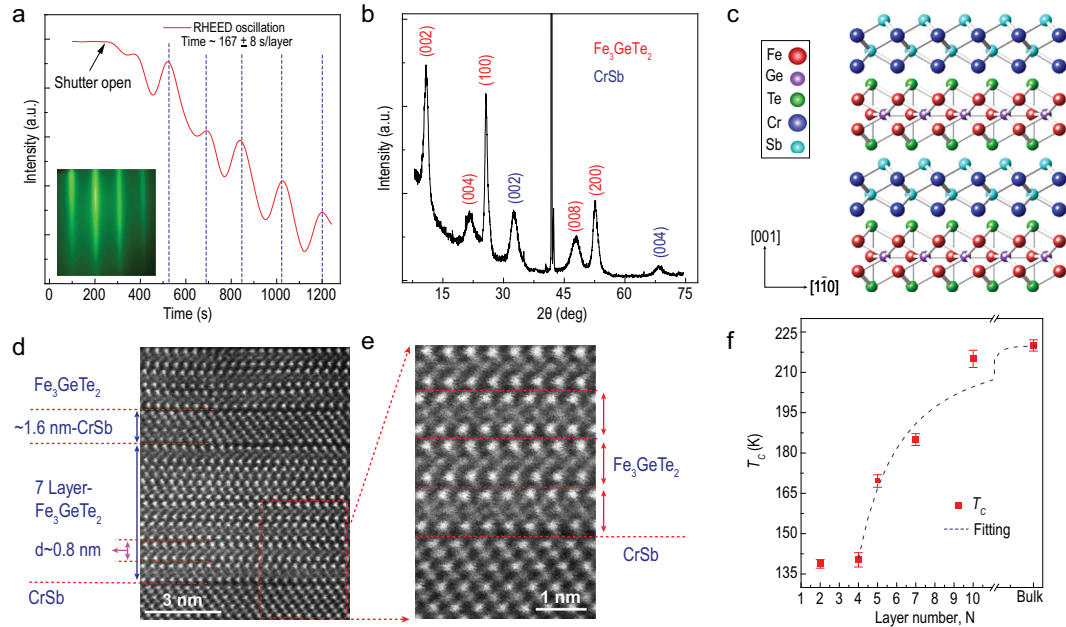 a
RHEED oscillation
Time ~ 167 ± 8 s/layer
Shutter open
Intensity (a.u.)
0 200 400 600 800 1000 1200
Time (s)
b
Fe₃GeTe₂
CrSb
(002)
(004)
(100)
(002)
(008)
(200)
(004)
Intensity (a.u.)
15 30 45 60 75
2θ (deg)
c
Fe
Ge
Te
Cr
Sb
[001]
[11̄0]
d
Fe₃GeTe₂
~1.6 nm-CrSb
7 Layer-
Fe₃GeTe₂
d~0.8 nm
CrSb
3 nm
e
Fe₃GeTe₂
CrSb
1 nm
f
225
210
195
180
165
150
135
T_C (K)
T_C
Fitting
1 2 3 4 5 6 7 8 9 10 Bulk
Layer number, N